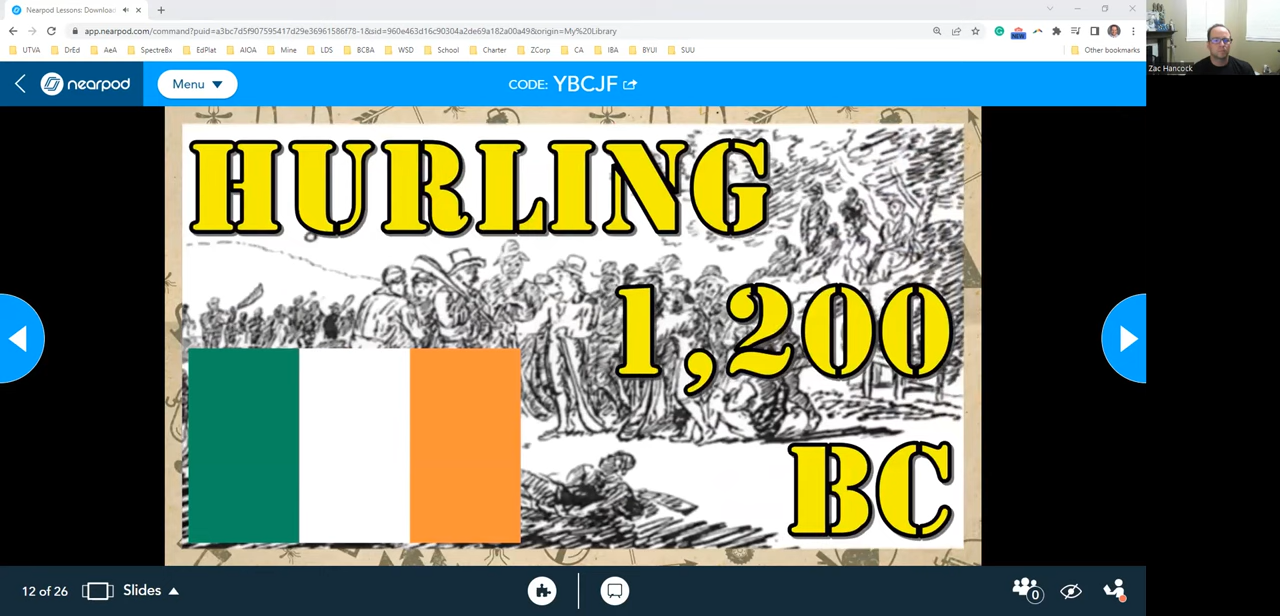 Nearpod Lessons: Downloa
app.nearpod.com/command?puid=a3bc7d5f907595417d29e36961586f78-1&sid=960e463d16c90304a2de69a182a00a49&origin=My%20Library
UTVA DrEd AeA SpectreBx EdPlat AIOA Mine LDS BCBA WSD School Charter ZCorp CA IBA BYUI SUU Other bookmarks
NEW
Zac Hancock
nearpod Menu CODE: YBCJF
HURLING
1,200
BC
12 of 26 Slides 0